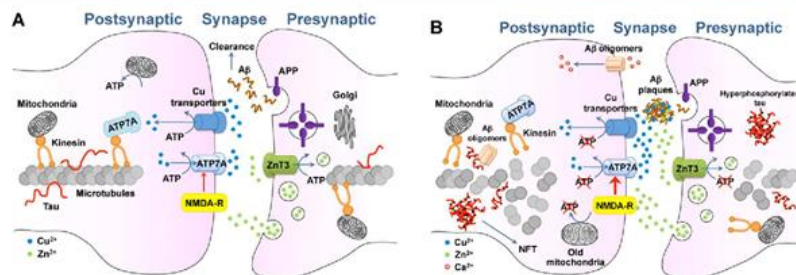 A
Postsynaptic Synapse Presynaptic
Clearance
Aβ
APP
ATP
Cu
transporters
Golgi
Mitochondria
ATP7A
Kinesin
ATP
ATP7A
ATP
ZnT3
ATP
Microtubules
Tau
NMDA-R
Cu²⁺
Zn²⁺
B
Postsynaptic Synapse Presynaptic
Aβ oligomers
Aβ
plaques
APP
Cu
transporters
Hyperphosphorylated
tau
Mitochondria
ATP7A
Kinesin
Aβ
oligomers
ATP
ATP7A
ATP
ZnT3
ATP
NMDA-R
ATP
NFT
Old
mitochondria
Cu²⁺
Zn²⁺
Ca²⁺